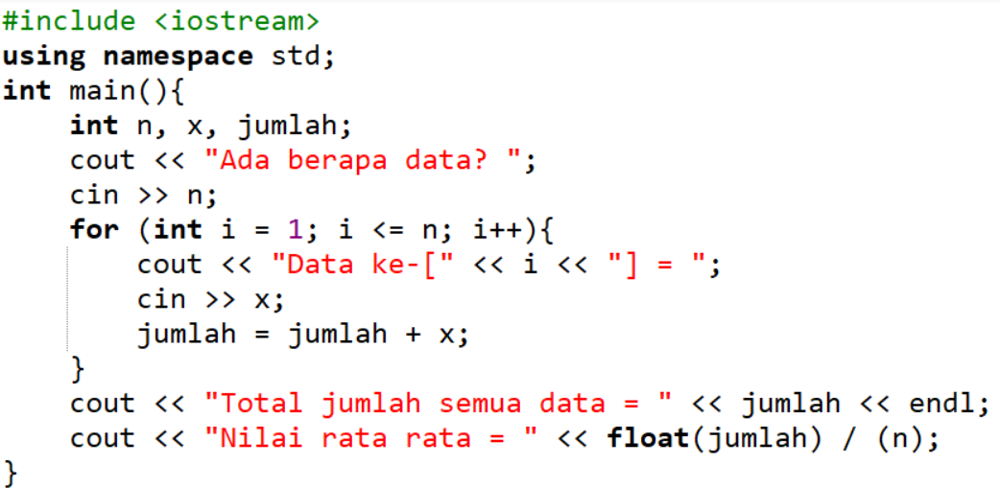 #include <iostream>
using namespace std;
int main(){
    int n, x, jumlah;
    cout << "Ada berapa data? ";
    cin >> n;
    for (int i = 1; i <= n; i++){
        cout << "Data ke-[" << i << "] = ";
        cin >> x;
        jumlah = jumlah + x;
    }
    cout << "Total jumlah semua data = " << jumlah << endl;
    cout << "Nilai rata rata = " << float(jumlah) / (n);
}